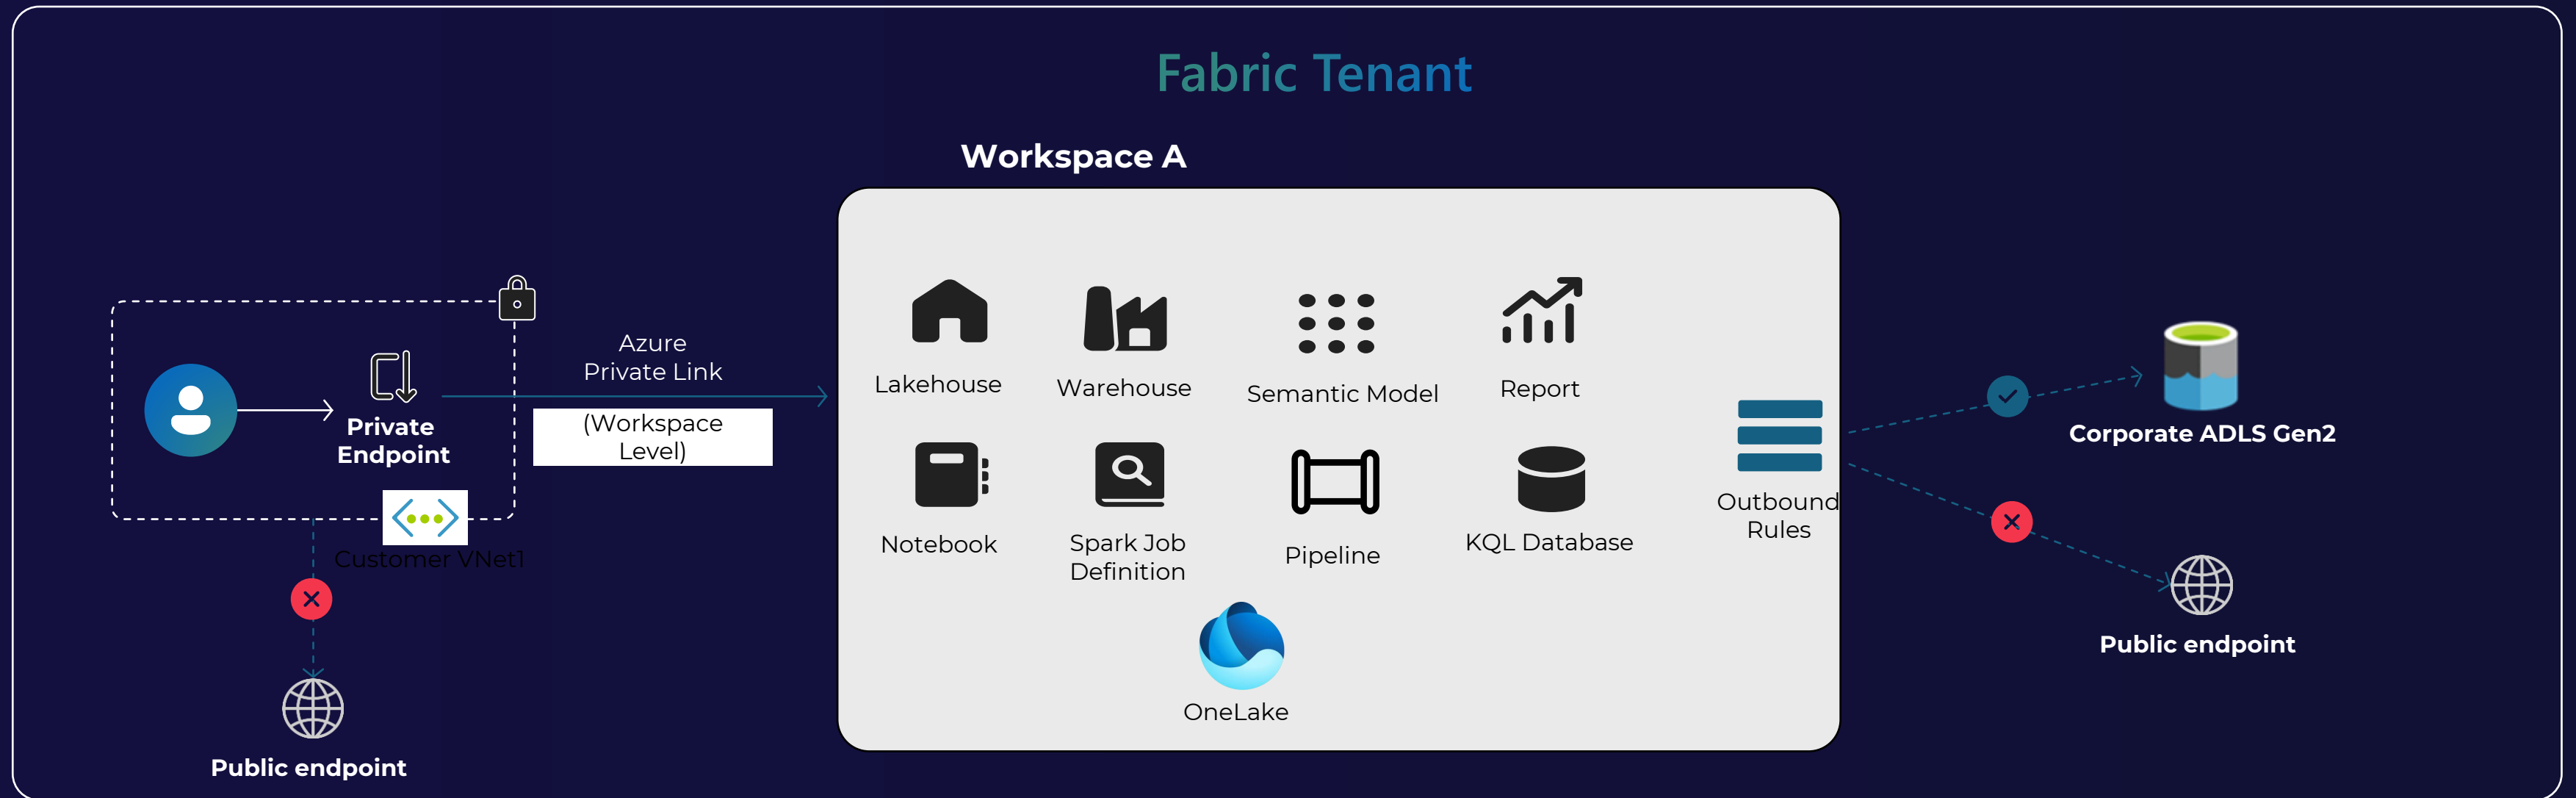 Fabric Tenant
Workspace A
Azure
Private Link
(Workspace
Level)
Private
Endpoint
Customer VNet1
Public endpoint
Lakehouse
Warehouse
Semantic Model
Report
Notebook
Spark Job
Definition
Pipeline
KQL Database
OneLake
Outbound
Rules
Corporate ADLS Gen2
Public endpoint